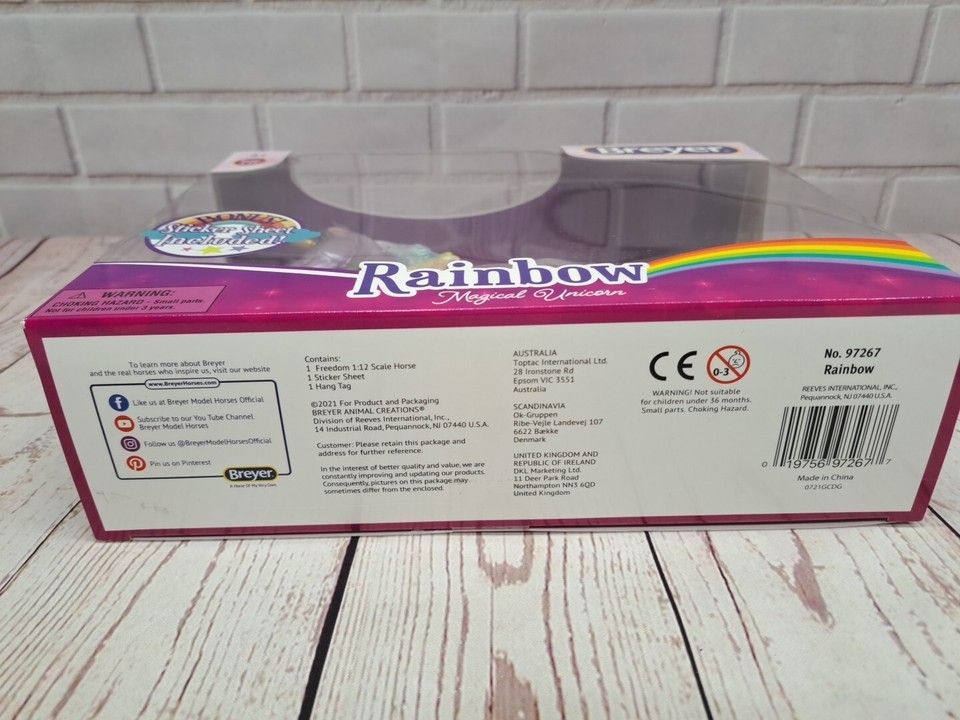 Breyer
BONUS
Sticker Sheet
Included!
Rainbow
Magical Unicorn
WARNING:
CHOKING HAZARD - Small parts.
Not for children under 3 years.
To learn more about Breyer
and the real horses who inspire us, visit our website
www.BreyerHorses.com
Like us at Breyer Model Horses Official
Subscribe to our You Tube Channel
Breyer Model Horses
Follow us @BreyerModelHorsesOfficial
Pin us on Pinterest
Breyer
A Horse Of My Very Own
Contains:
1 Freedom 1:12 Scale Horse
1 Sticker Sheet
1 Hang Tag
©2021 For Product and Packaging
BREYER ANIMAL CREATIONS®
Division of Reeves International, Inc.,
14 Industrial Road, Pequannock, NJ 07440 U.S.A.
Customer: Please retain this package and
address for further reference.
In the interest of better quality and value, we are
constantly improving and updating our products.
Consequently, pictures on this package may
sometimes differ from the enclosed.
AUSTRALIA
Toptac International Ltd.
28 Ironstone Rd
Epsom VIC 3551
Australia
SCANDINAVIA
Ok-Gruppen
Ribe-Vejle Landevej 107
6622 Bække
Denmark
UNITED KINGDOM AND
REPUBLIC OF IRELAND
DKL Marketing Ltd.
11 Deer Park Road
Northampton NN3 6QD
United Kingdom
CE
0-3
WARNING! Not suitable
for children under 36 months.
Small parts. Choking Hazard.
No. 97267
Rainbow
REEVES INTERNATIONAL, INC.,
Pequannock, NJ 07440 U.S.A.
0 19756 97267 7
Made in China
0721GCDG